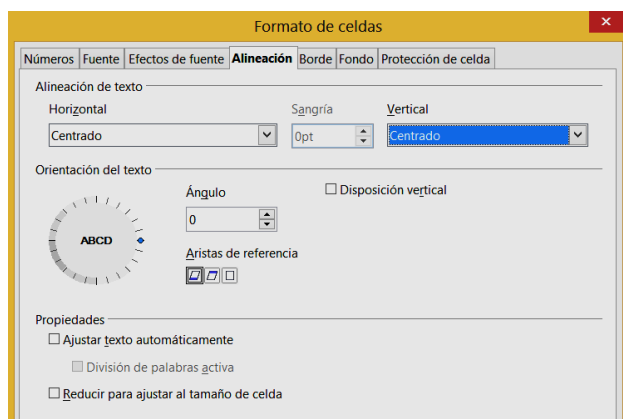 Formato de celdas
Números Fuente Efectos de fuente Alineación Borde Fondo Protección de celda
Alineación de texto
Horizontal Sangría Vertical
Centrado 0pt Centrado
Orientación del texto
Ángulo Disposición vertical
0
ABCD
Aristas de referencia
Propiedades
Ajustar texto automáticamente
División de palabras activa
Reducir para ajustar al tamaño de celda